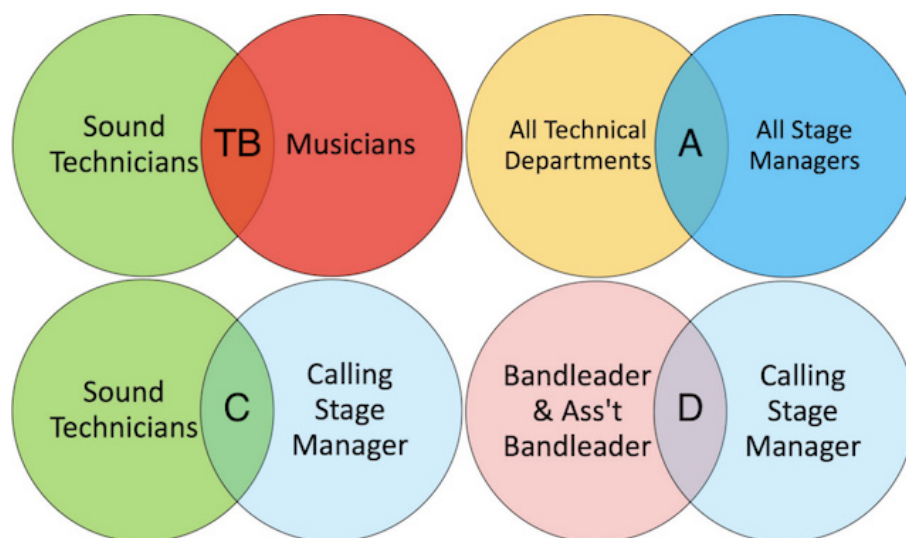 Sound
Technicians
TB
Musicians
All Technical
Departments
A
All Stage
Managers
Sound
Technicians
C
Calling
Stage
Manager
Bandleader
& Ass't
Bandleader
D
Calling
Stage
Manager